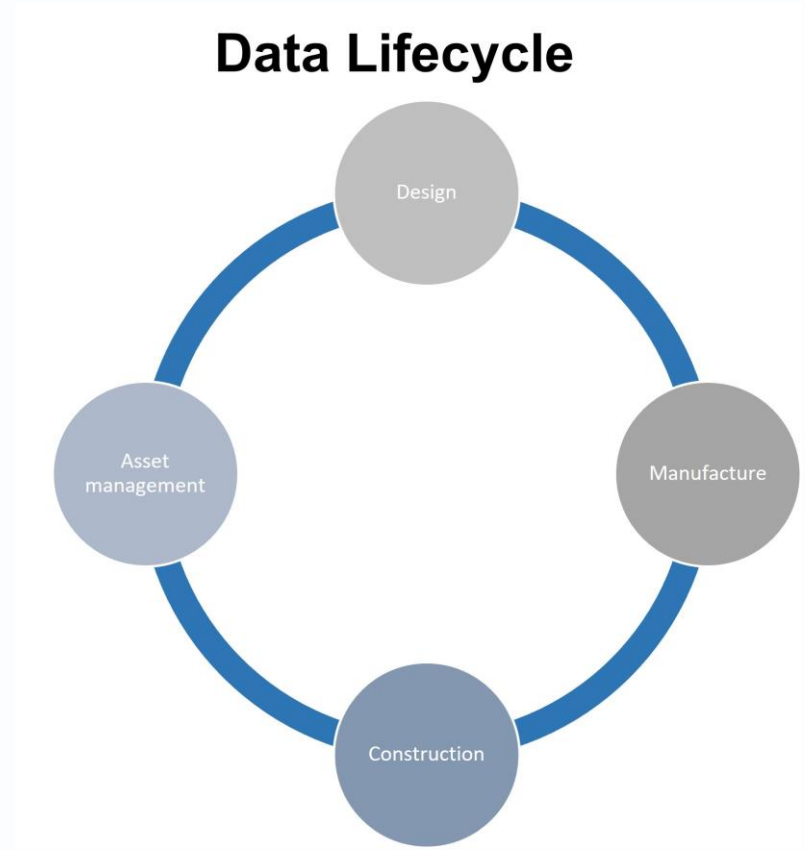 Data Lifecycle
Design
Manufacture
Construction
Asset
management